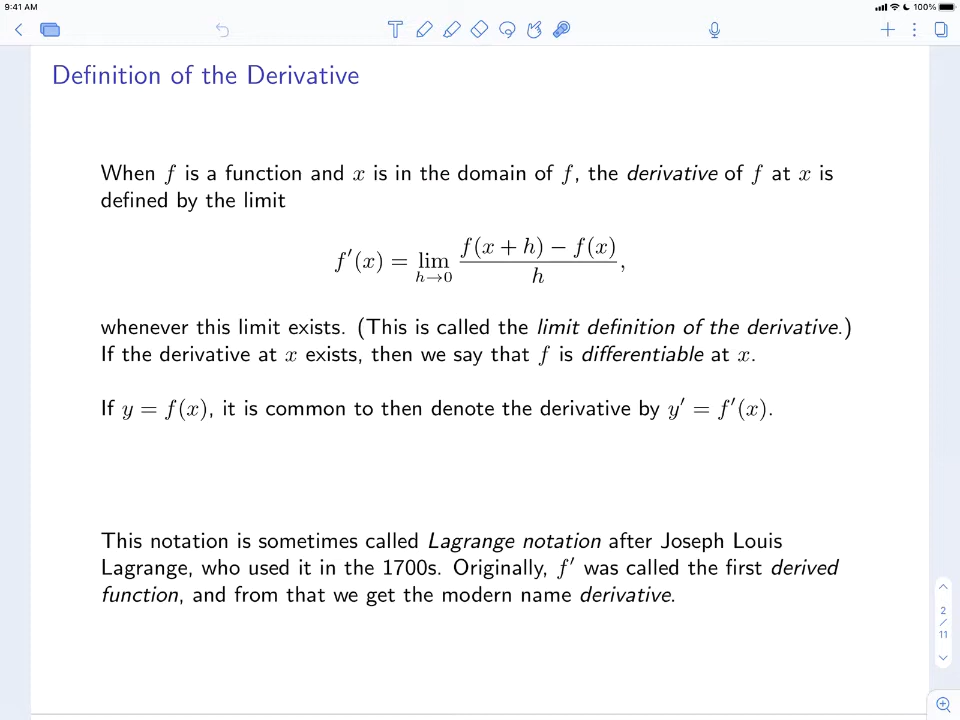 9:41 AM
100%
Definition of the Derivative
When f is a function and x is in the domain of f, the derivative of f at x is
defined by the limit
f′(x) = lim_{h→0} \frac{f(x + h) − f(x)}{h},
whenever this limit exists. (This is called the limit definition of the derivative.)
If the derivative at x exists, then we say that f is differentiable at x.
If y = f(x), it is common to then denote the derivative by y′ = f′(x).
This notation is sometimes called Lagrange notation after Joseph Louis
Lagrange, who used it in the 1700s. Originally, f′ was called the first derived
function, and from that we get the modern name derivative.
2
/
11